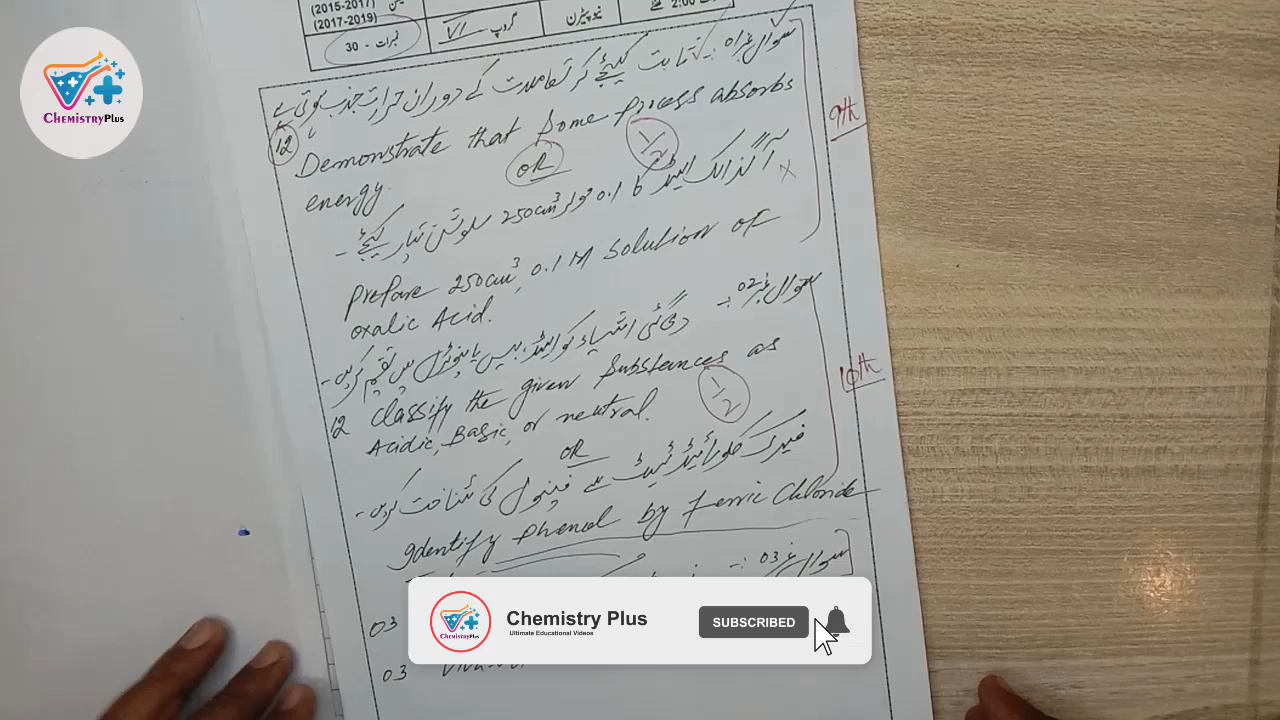 (2015-2017)
(2017-2019)
نیو پیٹرن
گروپ - VI
نمبرات - 30
سوال نمبر 01: ثابت کیجئے کہ تعاملات کے دوران حرارت جذب ہوتی ہے
12 Demonstrate that some process absorbs
energy.
OR
1/2
آگزالک ایسڈ کا 0.1 مولر 250cm³ سلوشن تیار کیجئے -
Prepare 250cm³, 0.1 M Solution of
oxalic Acid.
9th
سوال نمبر 02: دی گئی اشیاء کو ایسڈ، بیس یا نیوٹرل میں تقسیم کریں -
12 Classify the given Substances as
Acidic, Basic, or neutral.
1/2
OR
10th
فیرک کلورائیڈ ٹیسٹ سے فینول کی شناخت کریں -
Identify Phenol by Ferric Chloride
سوال نمبر 03:
03
03
ChemistryPlus
Chemistry Plus
Ultimate Educational Videos
SUBSCRIBED